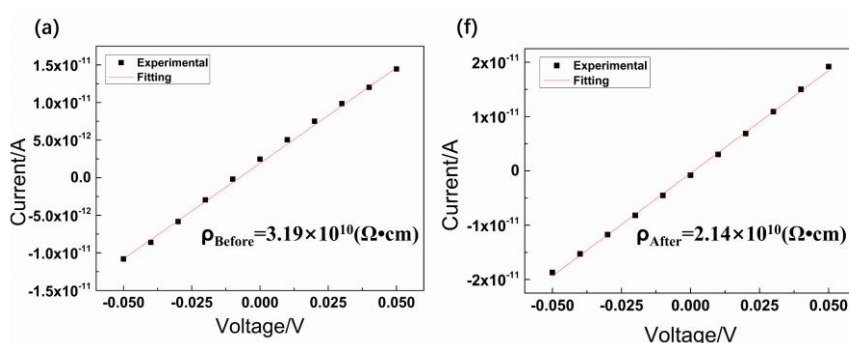 (a)
Experimental
Fitting
1.5x10⁻¹¹
1.0x10⁻¹¹
5.0x10⁻¹²
0.0
-5.0x10⁻¹²
-1.0x10⁻¹¹
-1.5x10⁻¹¹
Current/A
ρBefore=3.19×10¹⁰(Ω•cm)
-0.050 -0.025 0.000 0.025 0.050
Voltage/V
(f)
Experimental
Fitting
2x10⁻¹¹
1x10⁻¹¹
0
-1x10⁻¹¹
-2x10⁻¹¹
Current/A
ρAfter=2.14×10¹⁰(Ω•cm)
-0.050 -0.025 0.000 0.025 0.050
Voltage/V